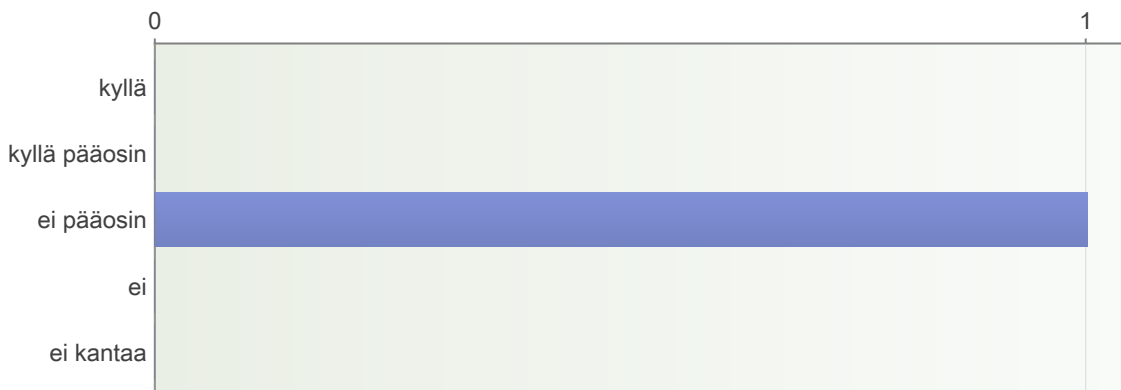 0 1
kyllä
kyllä pääosin
ei pääosin
ei
ei kantaa